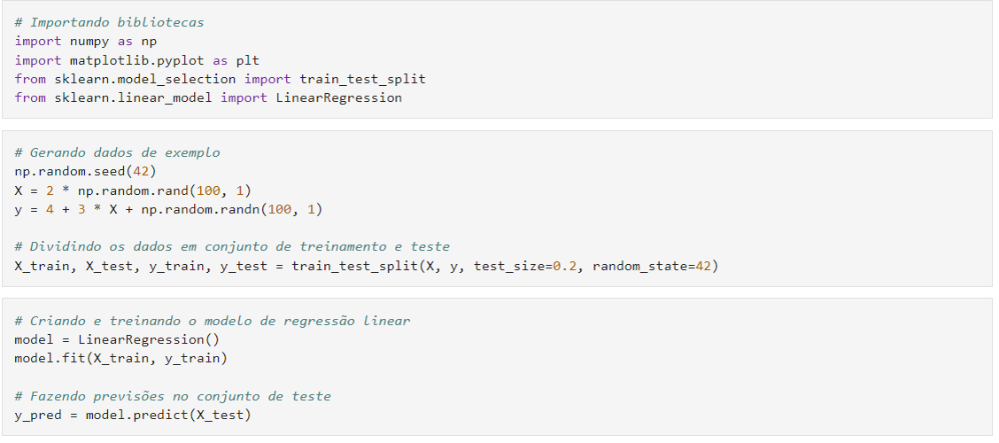 # Importando bibliotecas
import numpy as np
import matplotlib.pyplot as plt
from sklearn.model_selection import train_test_split
from sklearn.linear_model import LinearRegression
# Gerando dados de exemplo
np.random.seed(42)
X = 2 * np.random.rand(100, 1)
y = 4 + 3 * X + np.random.randn(100, 1)
# Dividindo os dados em conjunto de treinamento e teste
X_train, X_test, y_train, y_test = train_test_split(X, y, test_size=0.2, random_state=42)
# Criando e treinando o modelo de regressão linear
model = LinearRegression()
model.fit(X_train, y_train)
# Fazendo previsões no conjunto de teste
y_pred = model.predict(X_test)